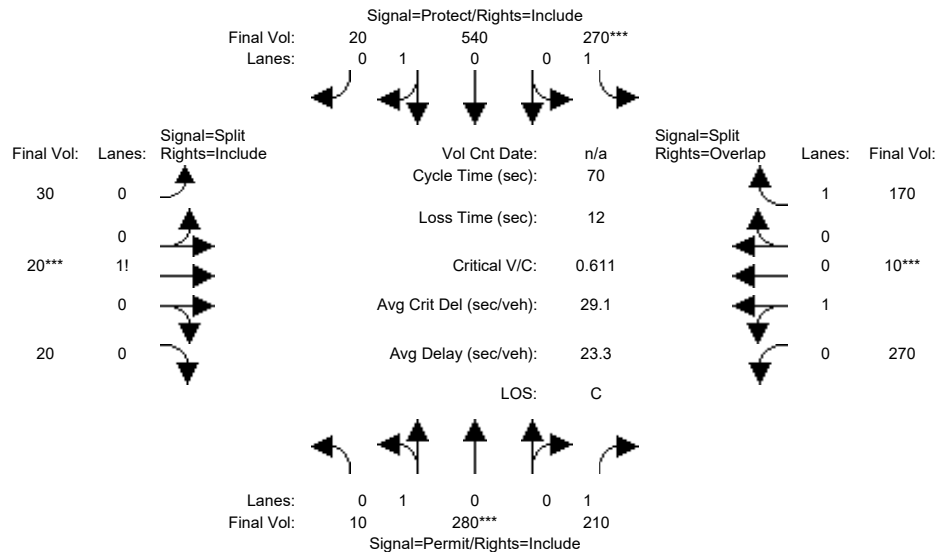 Signal=Protect/Rights=Include
Final Vol: 20 540 270***
Lanes: 0 1 0 0 1
Signal=Split
Final Vol: Lanes: Rights=Include
Vol Cnt Date: n/a
Signal=Split
Rights=Overlap Lanes: Final Vol:
Cycle Time (sec): 70
30 0
1 170
Loss Time (sec): 12
0
0
20*** 1!
Critical V/C: 0.611
0 10***
0
Avg Crit Del (sec/veh): 29.1
1
20 0
Avg Delay (sec/veh): 23.3
0 270
LOS: C
Lanes: 0 1 0 0 1
Final Vol: 10 280*** 210
Signal=Permit/Rights=Include